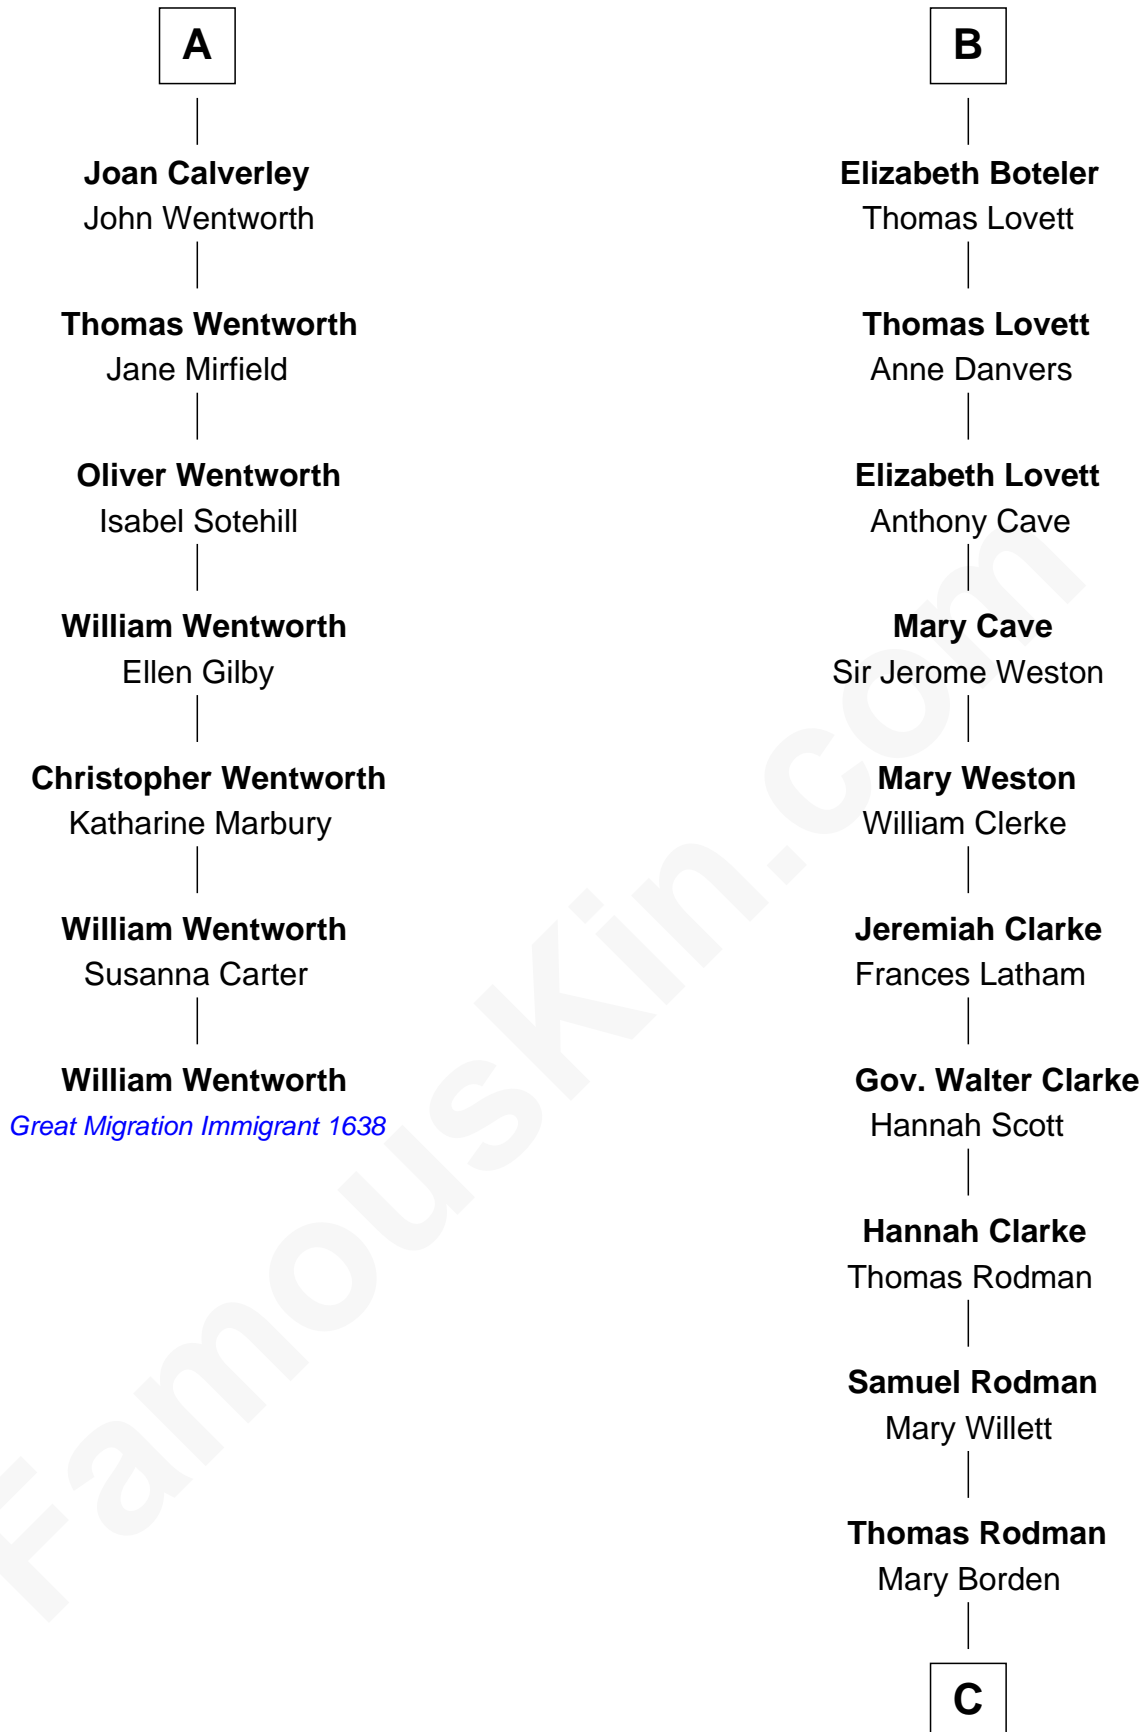 A
Joan Calverley
John Wentworth
Thomas Wentworth
Jane Mirfield
Oliver Wentworth
Isabel Sotehill
William Wentworth
Ellen Gilby
Christopher Wentworth
Katharine Marbury
William Wentworth
Susanna Carter
William Wentworth
Great Migration Immigrant 1638
B
Elizabeth Boteler
Thomas Lovett
Thomas Lovett
Anne Danvers
Elizabeth Lovett
Anthony Cave
Mary Cave
Sir Jerome Weston
Mary Weston
William Clerke
Jeremiah Clarke
Frances Latham
Gov. Walter Clarke
Hannah Scott
Hannah Clarke
Thomas Rodman
Samuel Rodman
Mary Willett
Thomas Rodman
Mary Borden
C
FamousKin.com